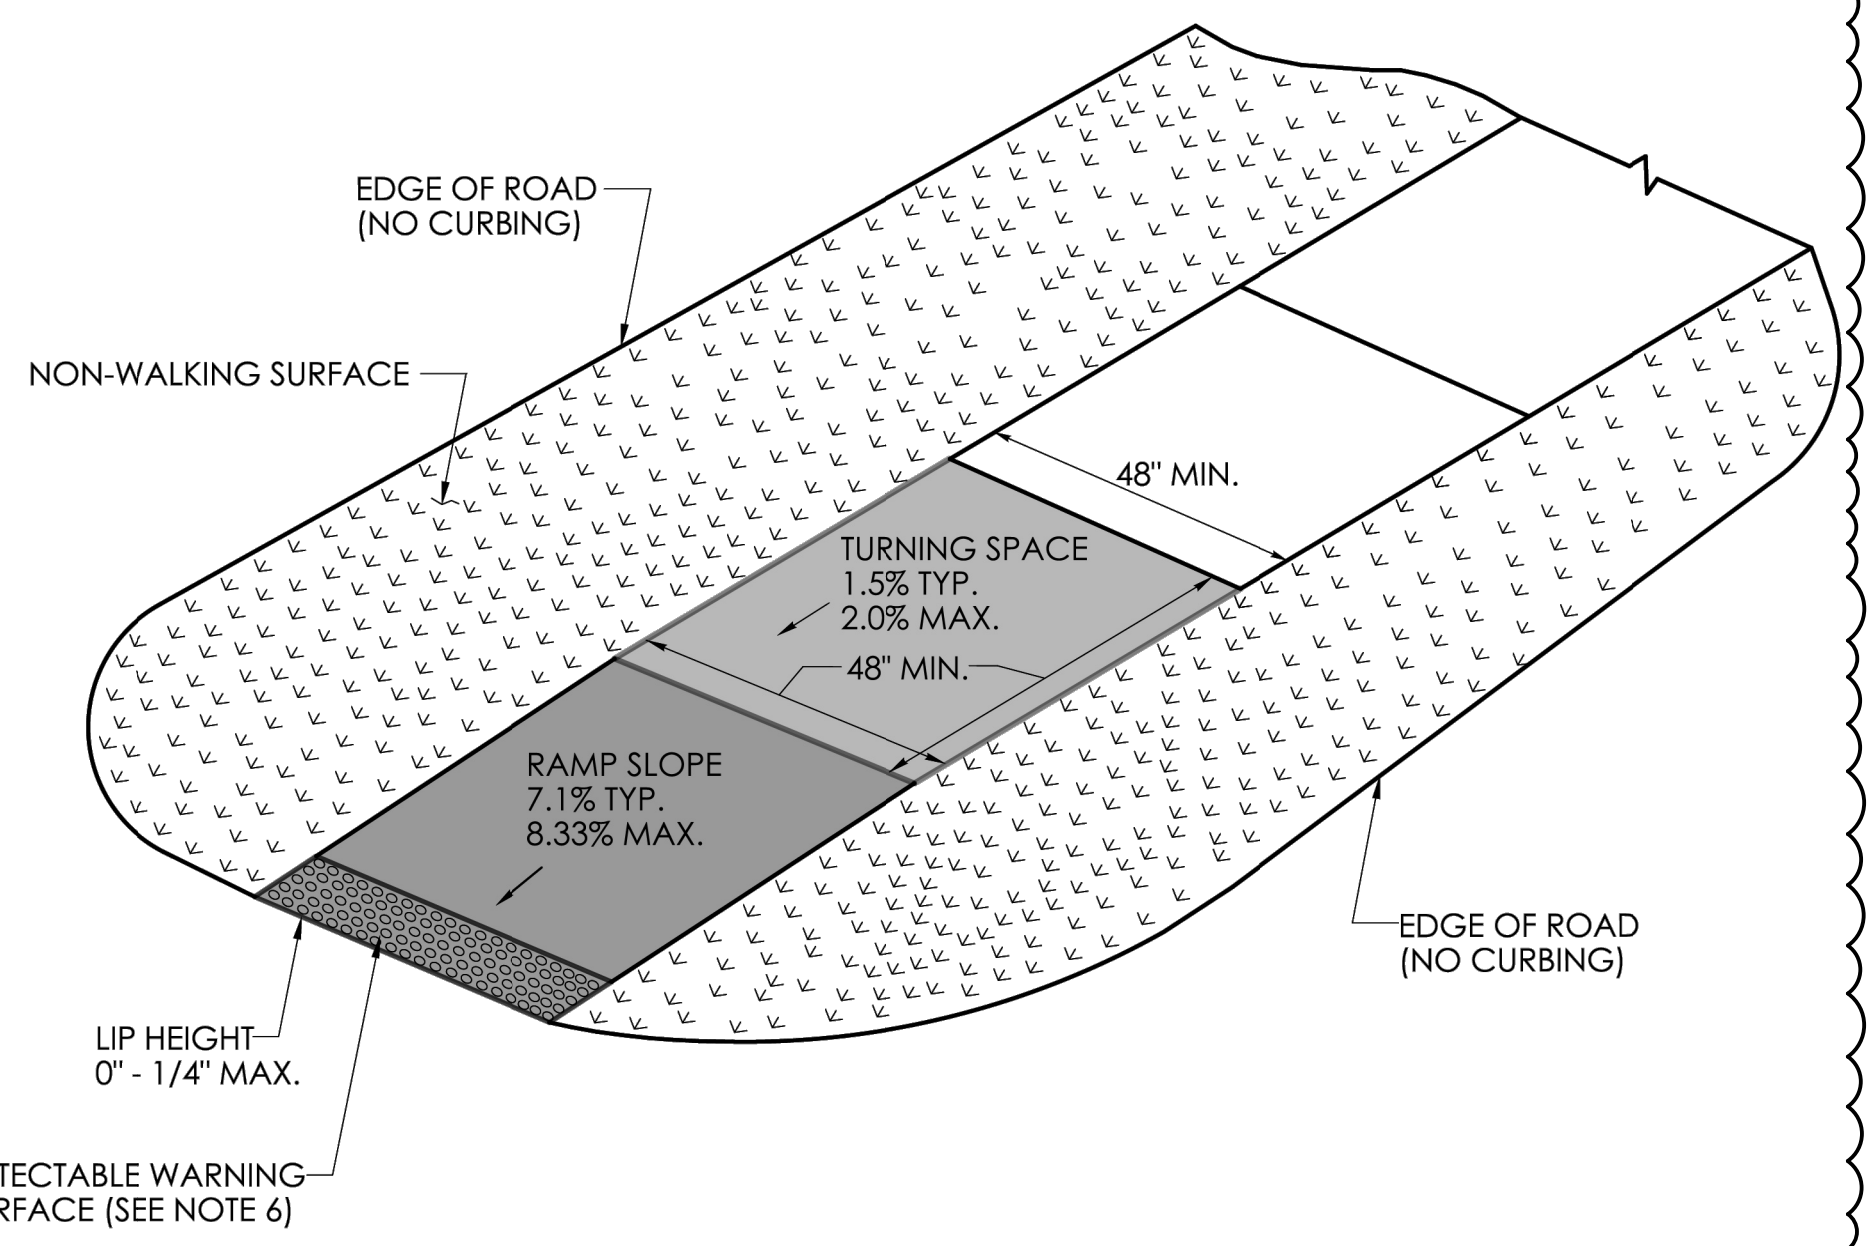 EDGE OF ROAD
(NO CURBING)
NON-WALKING SURFACE
48" MIN.
TURNING SPACE
1.5% TYP.
2.0% MAX.
48" MIN.
RAMP SLOPE
7.1% TYP.
8.33% MAX.
EDGE OF ROAD
(NO CURBING)
LIP HEIGHT
0" - 1/4" MAX.
TECTABLE WARNING
RFACE (SEE NOTE 6)